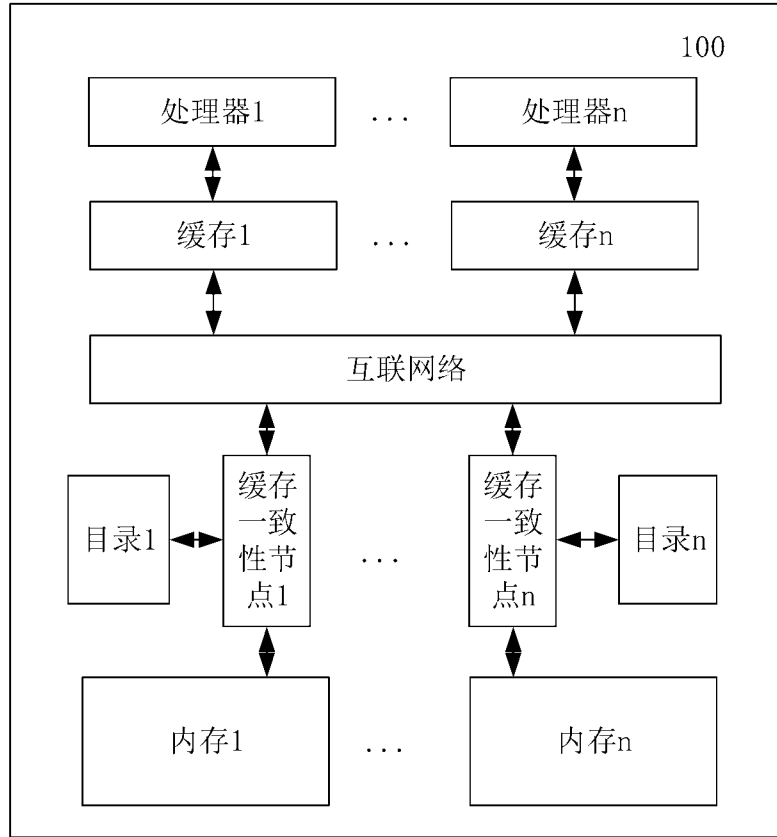 100
处理器1 ... 处理器n
缓存1 ... 缓存n
互联网络
目录1
缓存
一致
性节
点1
...
缓存
一致
性节
点n
目录n
内存1 ... 内存n